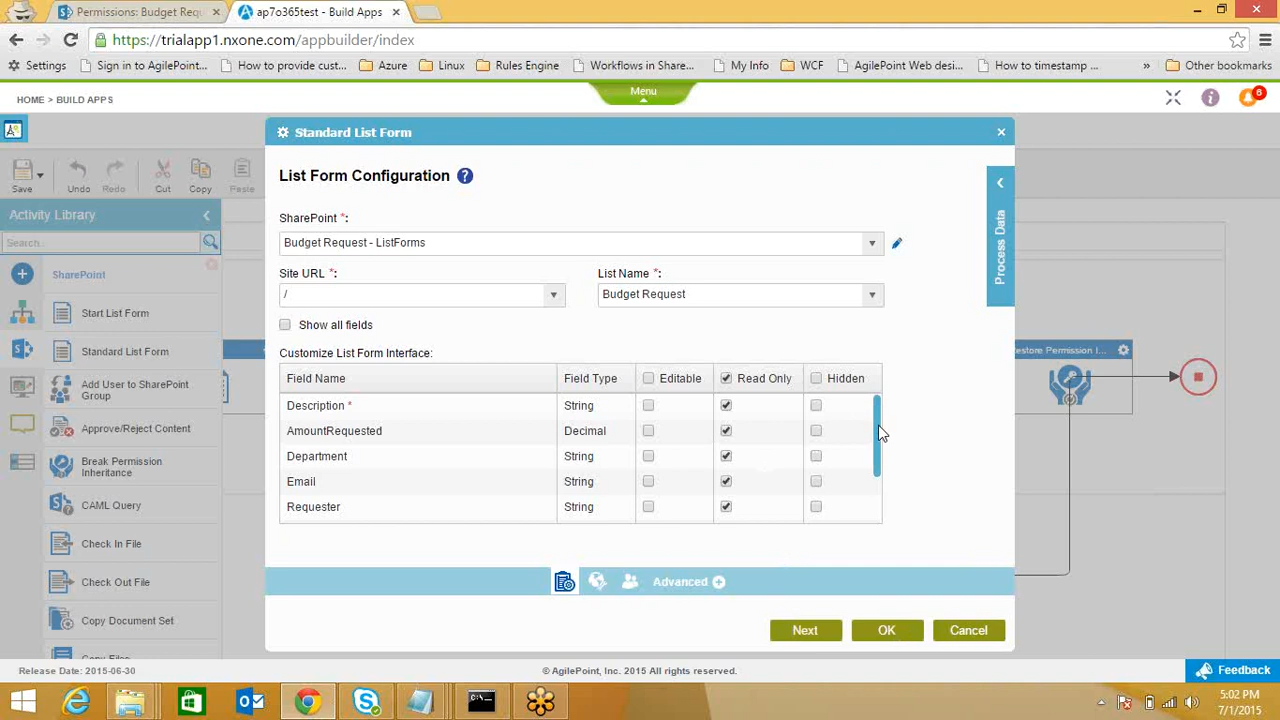 Permissions: Budget Requ
ap7o365test - Build Apps
https://trialapp1.nxone.com/appbuilder/index
Settings
Sign in to AgilePoint...
How to provide cust...
Azure
Linux
Rules Engine
Workflows in Share...
My Info
WCF
AgilePoint Web desi...
How to timestamp ...
»
Other bookmarks
HOME > BUILD APPS
Menu
6
Save
Undo
Redo
Cut
Copy
Paste
Activity Library
Search...
SharePoint
Start List Form
Standard List Form
Add User to SharePoint
Group
Approve/Reject Content
Break Permission
Inheritance
CAML Query
Check In File
Check Out File
Copy Document Set
Standard List Form
List Form Configuration
SharePoint *:
Budget Request - ListForms
Site URL *:
List Name *:
/
Budget Request
Show all fields
Customize List Form Interface:
Field Name Field Type Editable Read Only Hidden
Description * String
AmountRequested Decimal
Department String
Email String
Requester String
Process Data
estore Permission I...
Advanced
Next
OK
Cancel
Release Date: 2015-06-30
© AgilePoint, Inc. 2015 All rights reserved.
Feedback
5:02 PM
7/1/2015